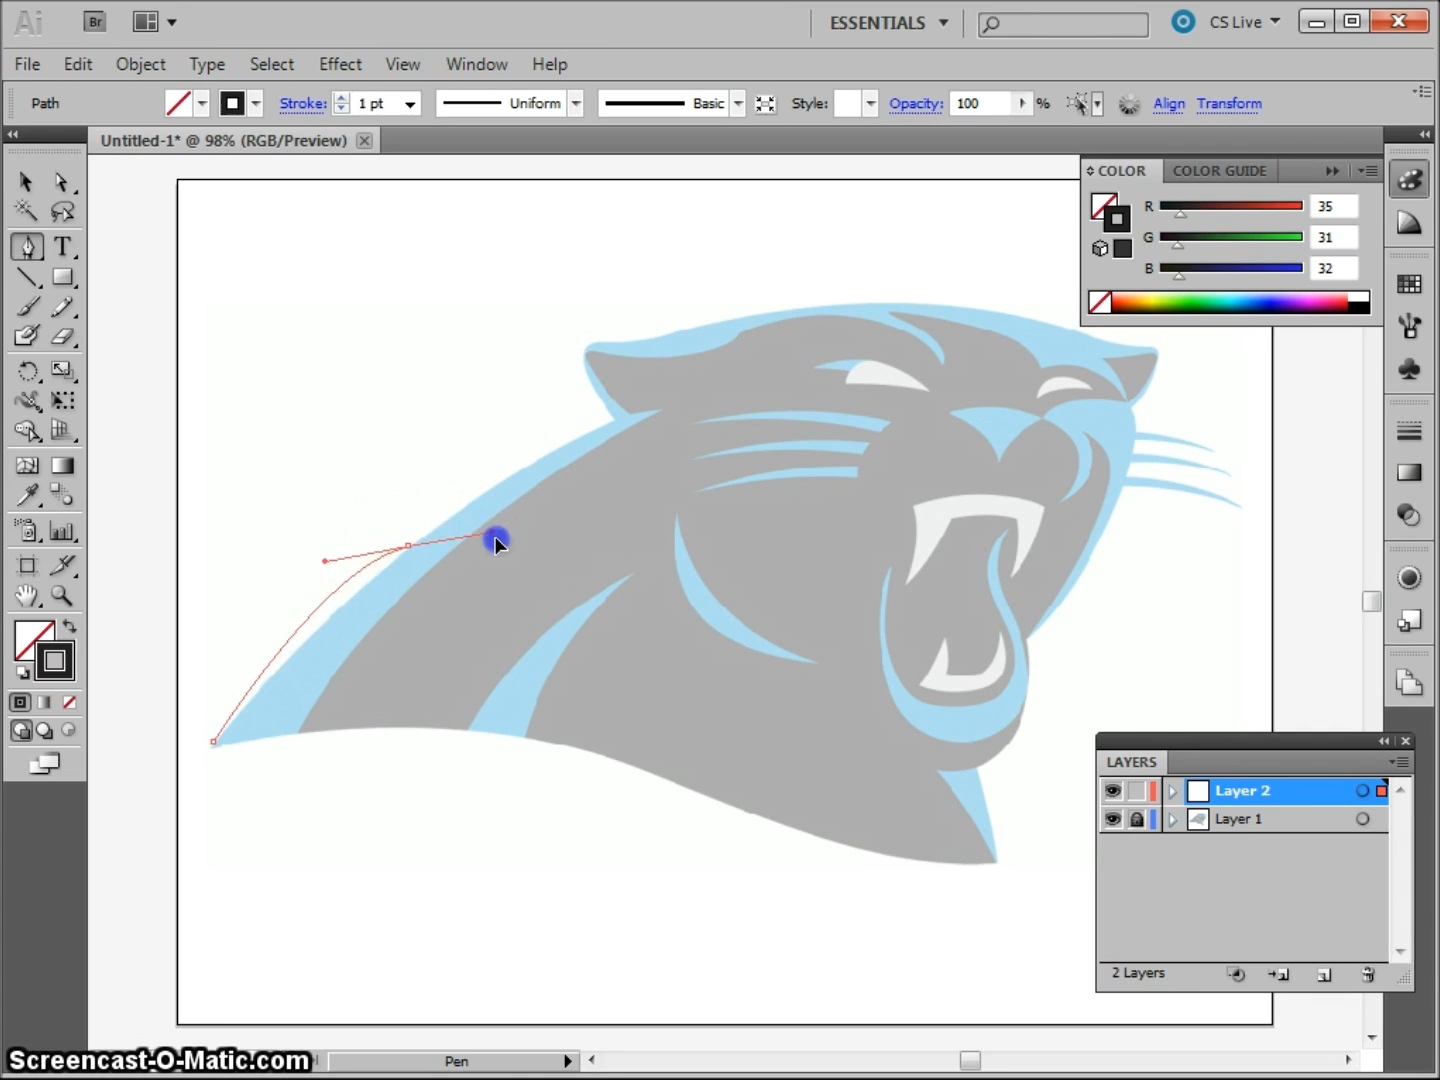 Ai Br ESSENTIALS CS Live
File Edit Object Type Select Effect View Window Help
Path Stroke: 1 pt Uniform Basic Style: Opacity: 100 % Align Transform
Untitled-1* @ 98% (RGB/Preview)
COLOR COLOR GUIDE
R 35
G 31
B 32
T
LAYERS
Layer 2
Layer 1
2 Layers
Screencast-O-Matic.com
Pen